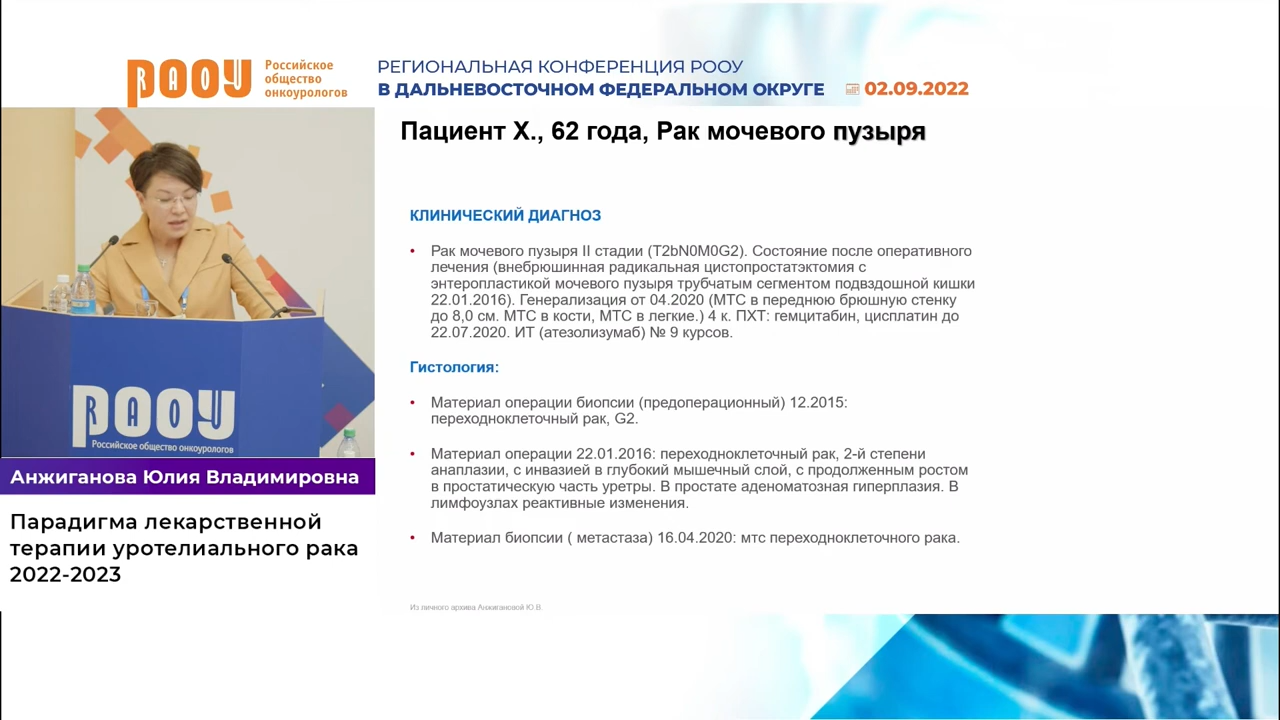 РООУ
Российское
общество
онкоурологов
РЕГИОНАЛЬНАЯ КОНФЕРЕНЦИЯ РООУ
В ДАЛЬНЕВОСТОЧНОМ ФЕДЕРАЛЬНОМ ОКРУГЕ 02.09.2022
Пациент Х., 62 года, Рак мочевого пузыря
КЛИНИЧЕСКИЙ ДИАГНОЗ
• Рак мочевого пузыря II стадии (T2bN0M0G2). Состояние после оперативного
лечения (внебрюшинная радикальная цистопростатэктомия с
энтеропластикой мочевого пузыря трубчатым сегментом подвздошной кишки
22.01.2016). Генерализация от 04.2020 (МТС в переднюю брюшную стенку
до 8,0 см. МТС в кости, МТС в легкие.) 4 к. ПХТ: гемцитабин, цисплатин до
22.07.2020. ИТ (атезолизумаб) № 9 курсов.
Гистология:
• Материал операции биопсии (предоперационный) 12.2015:
переходноклеточный рак, G2.
• Материал операции 22.01.2016: переходноклеточный рак, 2-й степени
анаплазии, с инвазией в глубокий мышечный слой, с продолженным ростом
в простатическую часть уретры. В простате аденоматозная гиперплазия. В
лимфоузлах реактивные изменения.
• Материал биопсии ( метастаза) 16.04.2020: мтс переходноклеточного рака.
Из личного архива Анжигановой Ю.В.
РООУ
Российское общество онкоурологов
Анжиганова Юлия Владимировна
Парадигма лекарственной
терапии уротелиального рака
2022-2023